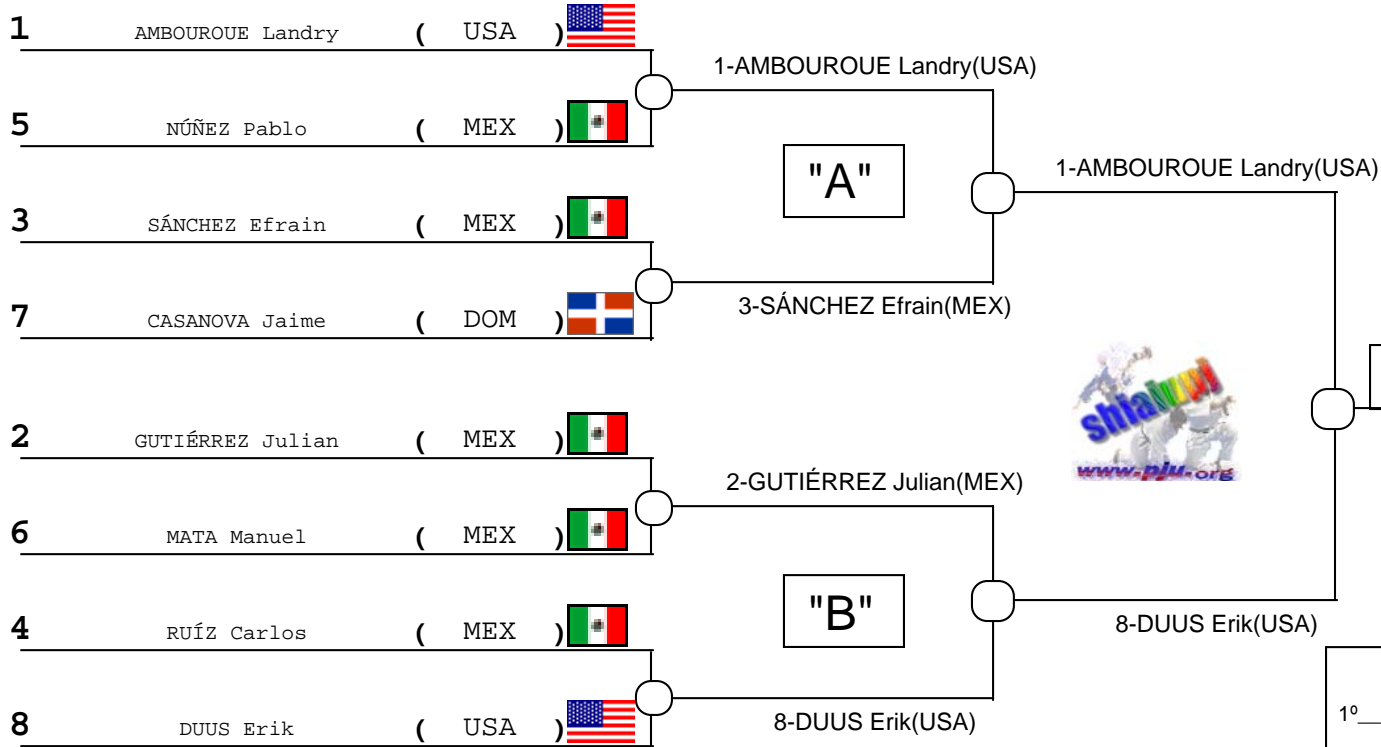 1 AMBOUROUE Landry ( USA )
1-AMBOUROUE Landry(USA)
5 NÚÑEZ Pablo ( MEX )
"A"
1-AMBOUROUE Landry(USA)
3 SÁNCHEZ Efrain ( MEX )
3-SÁNCHEZ Efrain(MEX)
7 CASANOVA Jaime ( DOM )
shiaiwpj
www.pju.org
2 GUTIÉRREZ Julian ( MEX )
2-GUTIÉRREZ Julian(MEX)
6 MATA Manuel ( MEX )
"B"
8-DUUS Erik(USA)
4 RUÍZ Carlos ( MEX )
8-DUUS Erik(USA)
8 DUUS Erik ( USA )
1º__